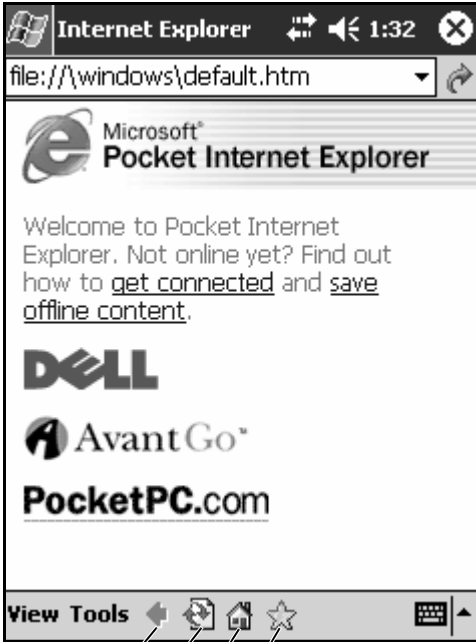 Internet Explorer 1:32
file://\windows\default.htm
Microsoft®
Pocket Internet Explorer
Welcome to Pocket Internet
Explorer. Not online yet? Find out
how to get connected and save
offline content.
DELL
AvantGo™
PocketPC.com
View Tools